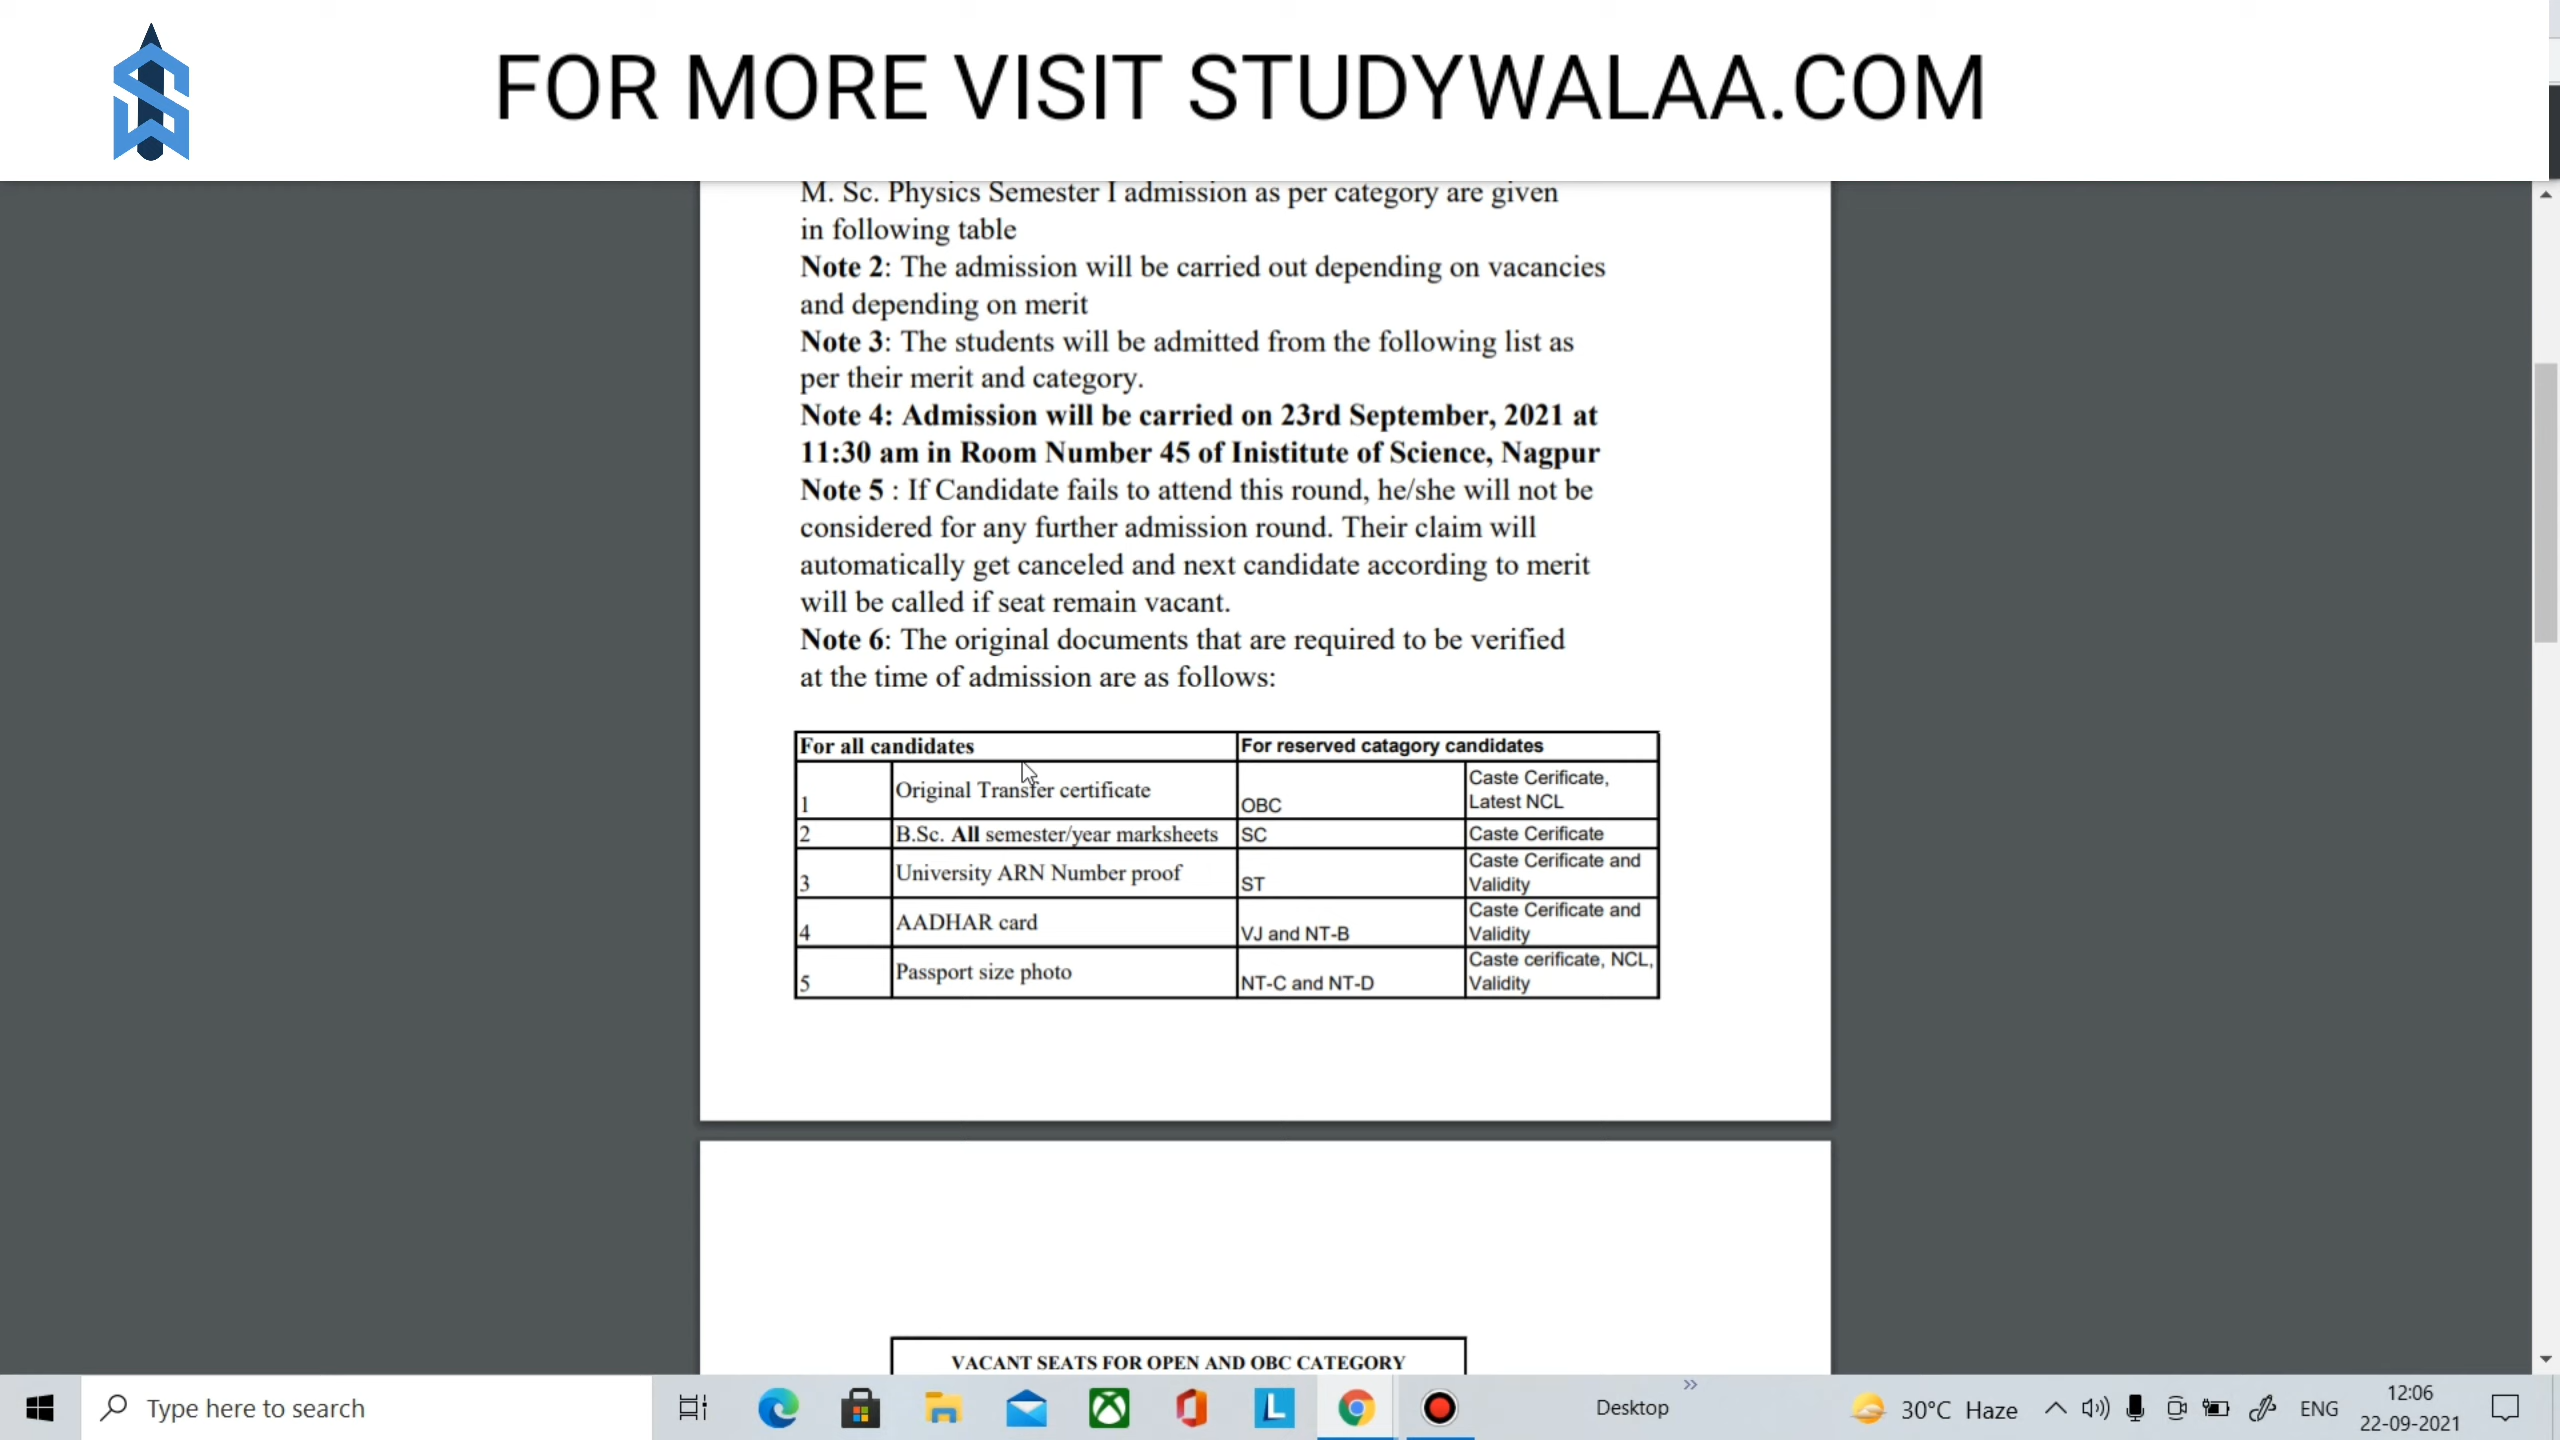 FOR MORE VISIT STUDYWALAA.COM
M. Sc. Physics Semester I admission as per category are given
in following table
Note 2: The admission will be carried out depending on vacancies
and depending on merit
Note 3: The students will be admitted from the following list as
per their merit and category.
Note 4: Admission will be carried on 23rd September, 2021 at
11:30 am in Room Number 45 of Inistitute of Science, Nagpur
Note 5 : If Candidate fails to attend this round, he/she will not be
considered for any further admission round. Their claim will
automatically get canceled and next candidate according to merit
will be called if seat remain vacant.
Note 6: The original documents that are required to be verified
at the time of admission are as follows:
For all candidates For reserved catagory candidates
1 Original Transfer certificate OBC Caste Cerificate,
Latest NCL
2 B.Sc. All semester/year marksheets SC Caste Cerificate
3 University ARN Number proof ST Caste Cerificate and
Validity
4 AADHAR card VJ and NT-B Caste Cerificate and
Validity
5 Passport size photo NT-C and NT-D Caste cerificate, NCL,
Validity
VACANT SEATS FOR OPEN AND OBC CATEGORY
Type here to search
Desktop
30°C Haze
ENG
12:06
22-09-2021